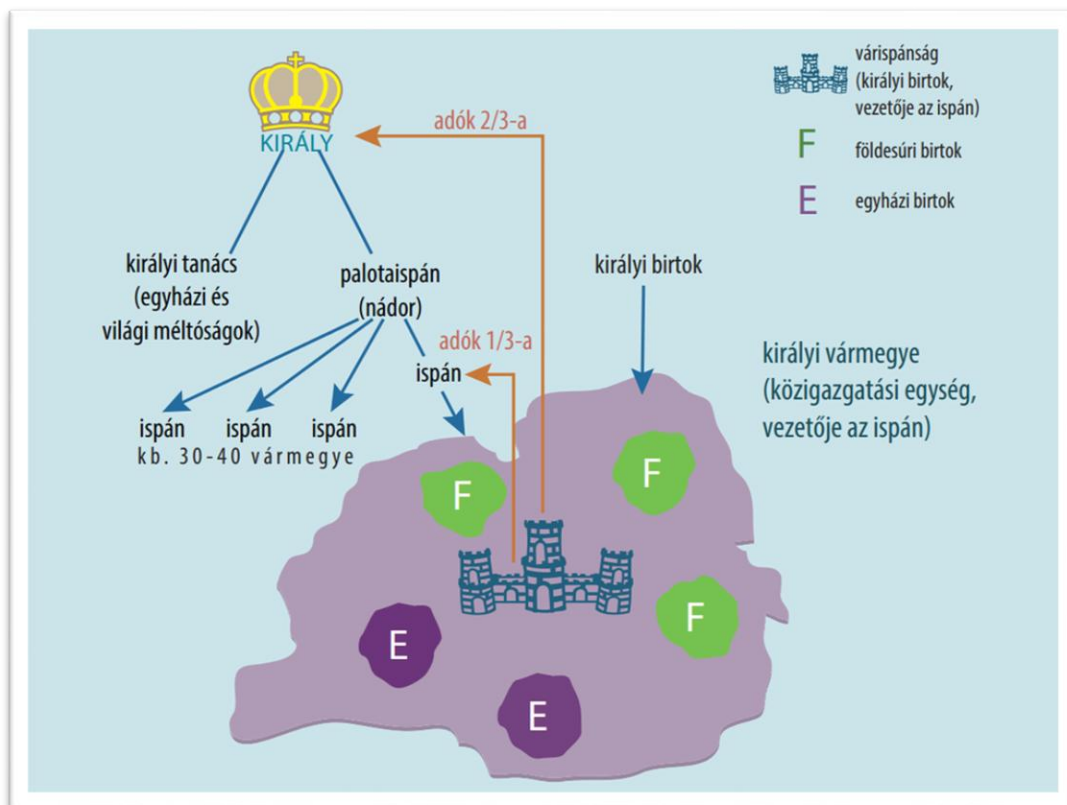 KIRÁLY
adók 2/3-a
várispánság
(királyi birtok,
vezetője az ispán)
F
földesúri birtok
E
egyházi birtok
királyi tanács
(egyházi és
világi méltóságok)
palotaispán
(nádor)
királyi birtok
adók 1/3-a
ispán
ispán
ispán
ispán
kb. 30-40 vármegye
királyi vármegye
(közigazgatási egység,
vezetője az ispán)
F
F
F
E
E